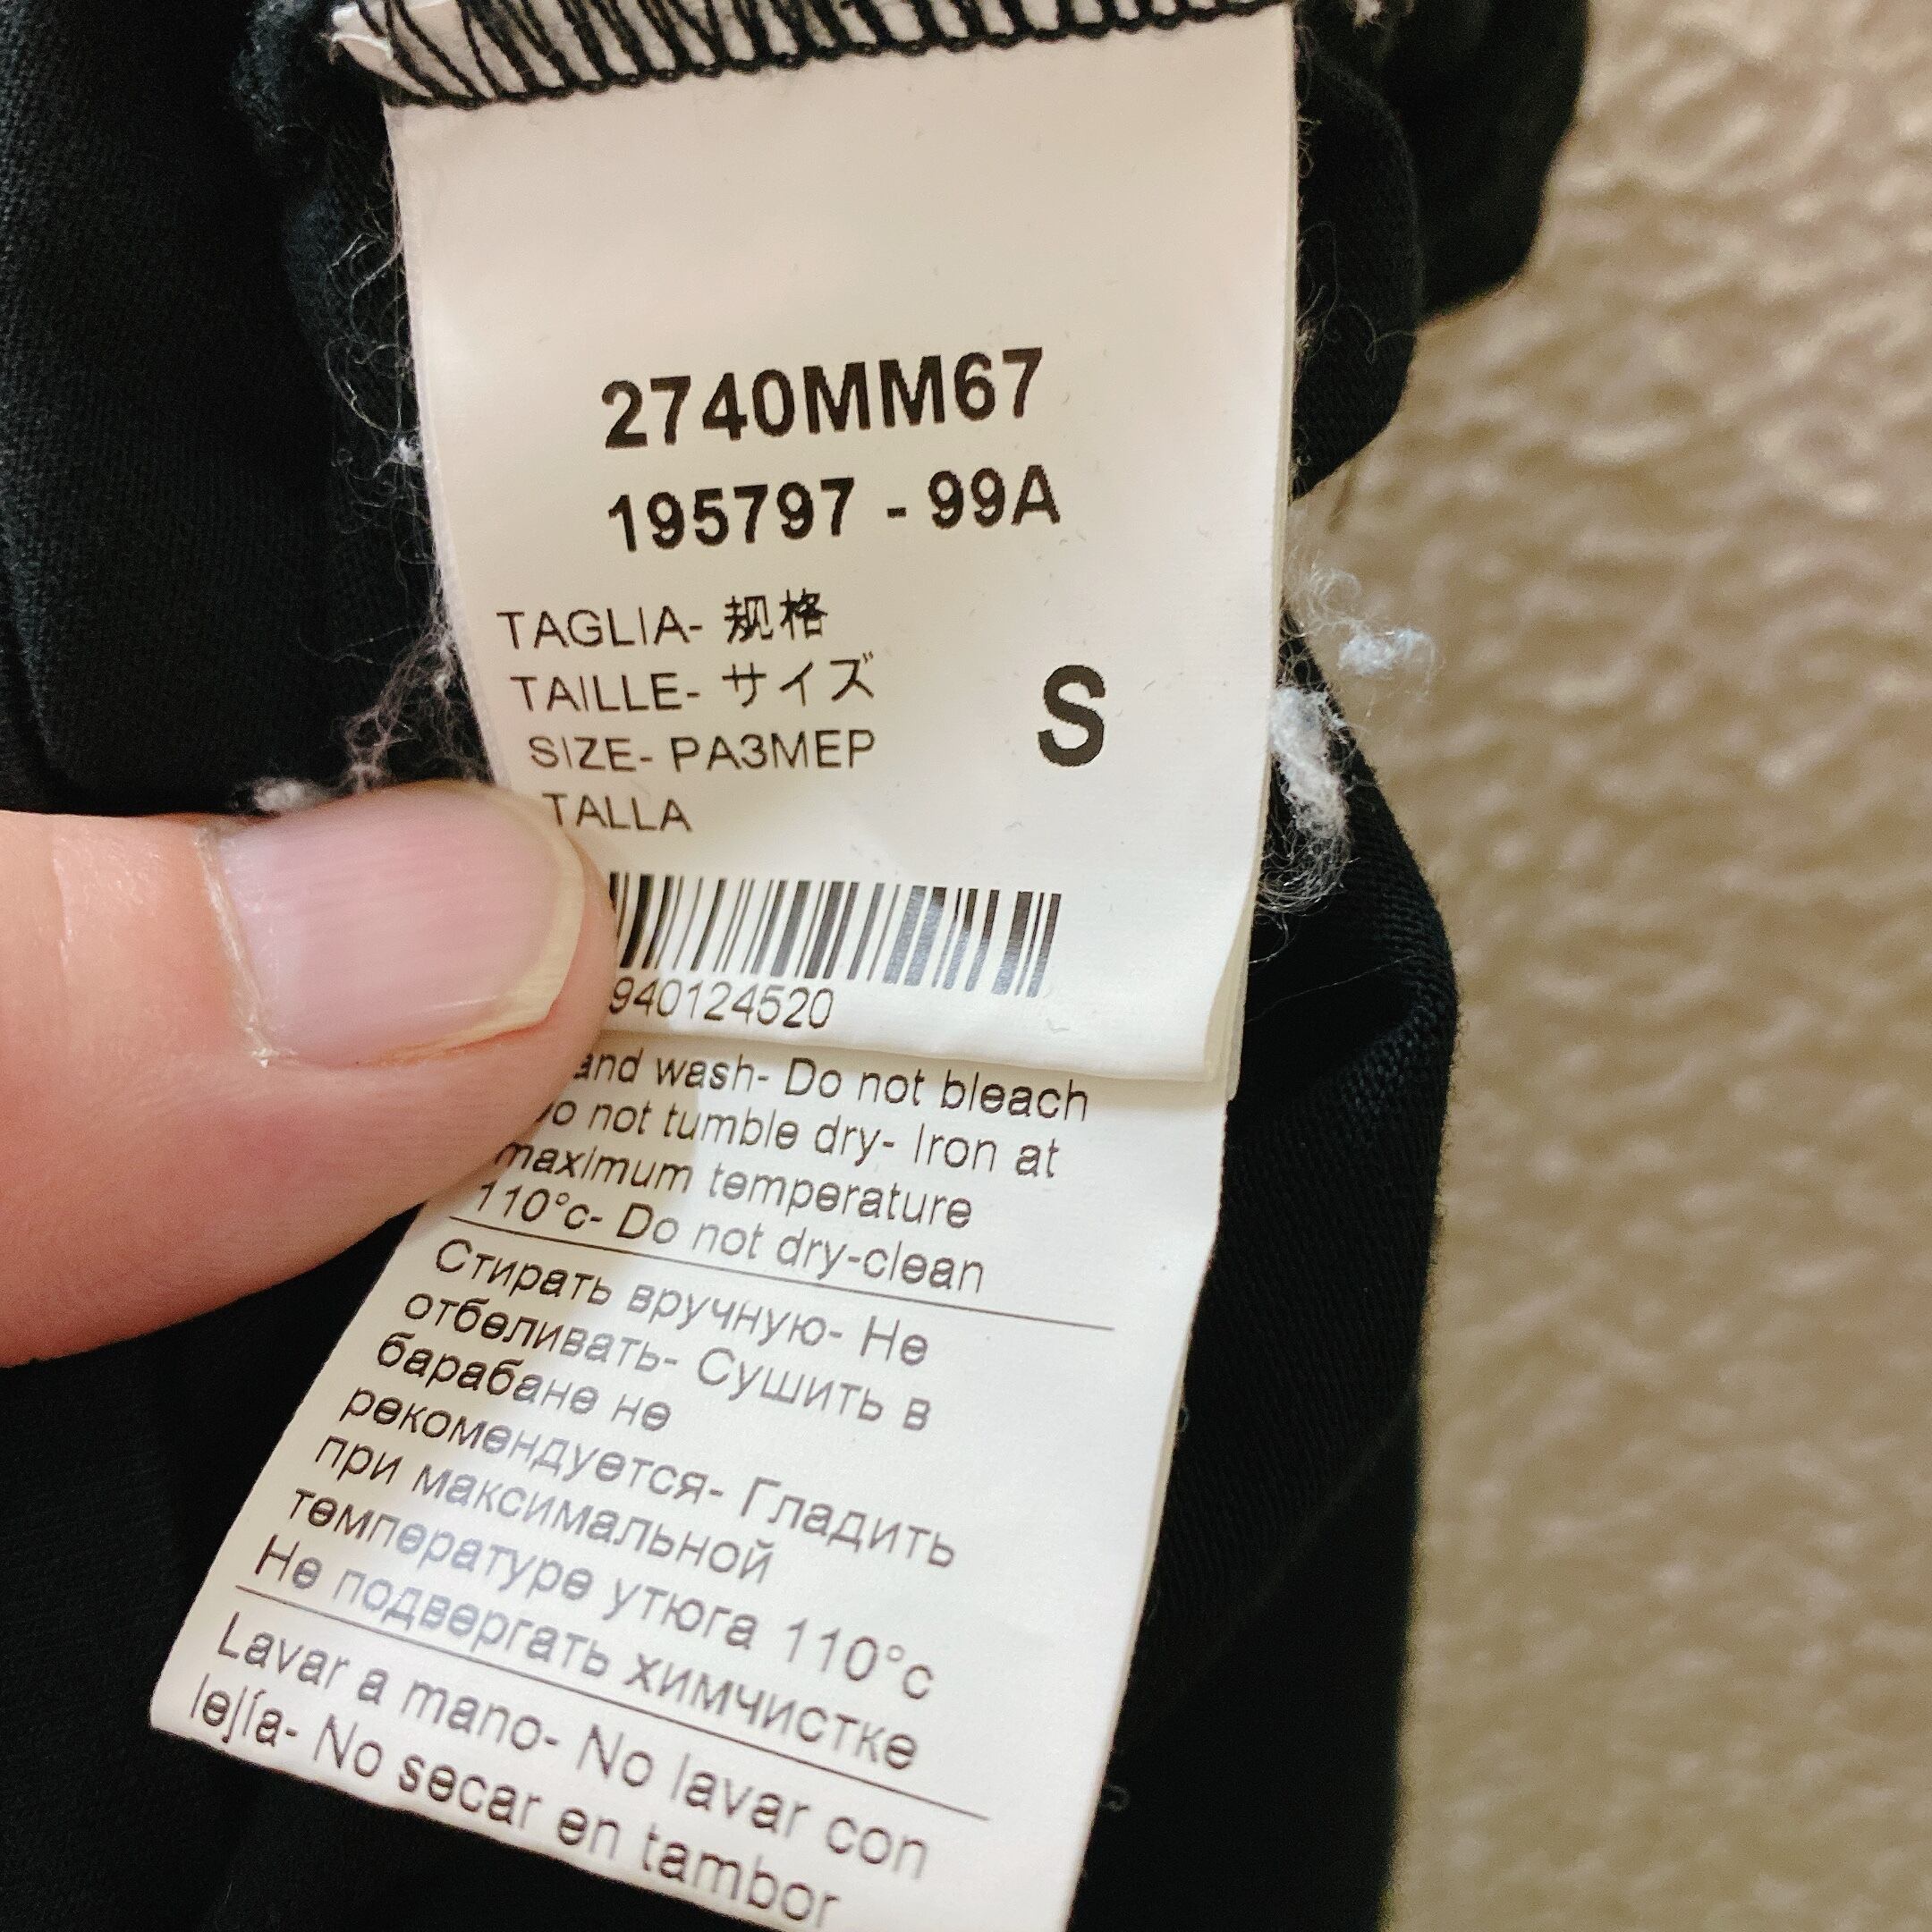 2740MM67
195797 - 99A
TAGLIA- 规格
TAILLE- サイズ
SIZE- РАЗМЕР
TALLA
S
940124520
and wash- Do not bleach
Do not tumble dry- Iron at
maximum temperature
110°c- Do not dry-clean
Стирать вручную- Не
отбеливать- Сушить в
барабане не
рекомендуется- Гладить
при максимальной
температуре утюга 110°c
Не подвергать химчистке
Lavar a mano- No lavar con
lejía- No secar en tambor